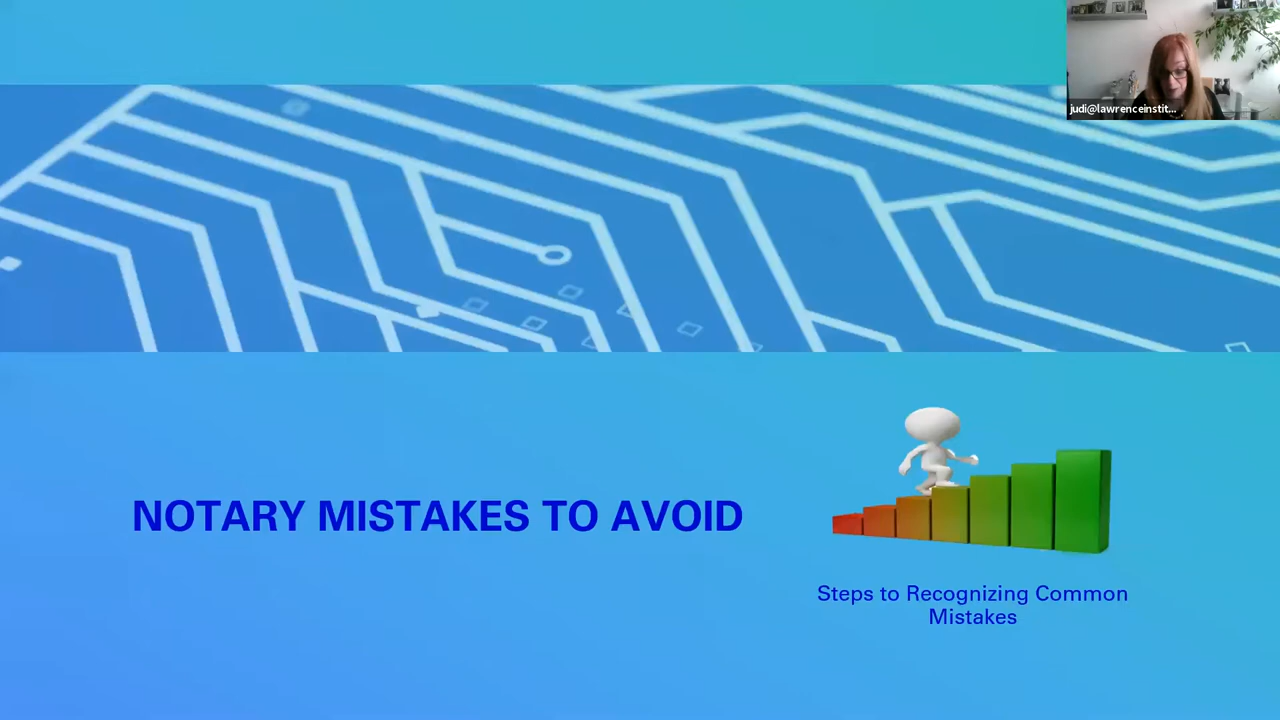 judi@lawrenceinstit...
NOTARY MISTAKES TO AVOID
Steps to Recognizing Common
Mistakes